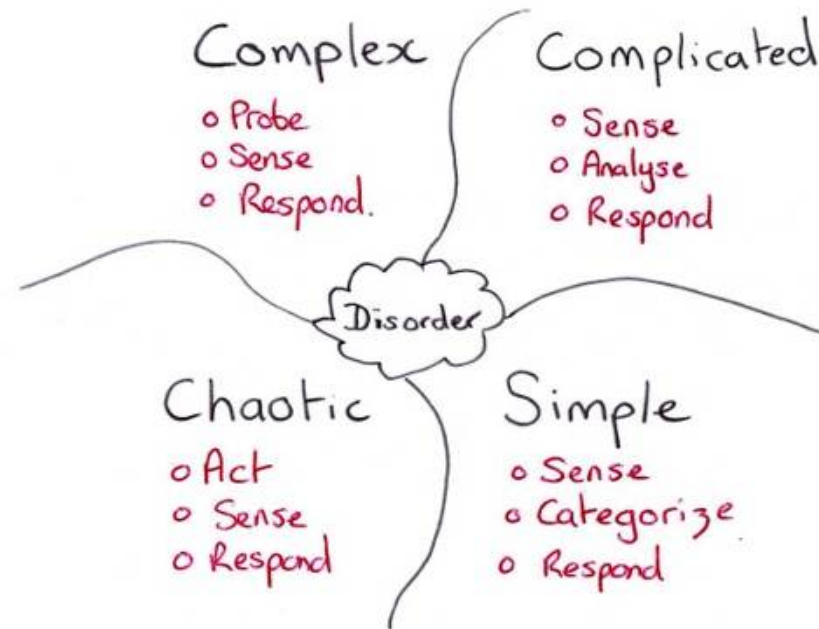 Complex
o Probe
o Sense
o Respond.
Complicated
o Sense
o Analyse
o Respond
Disorder
Chaotic
o Act
o Sense
o Respond
Simple
o Sense
o Categorize
o Respond